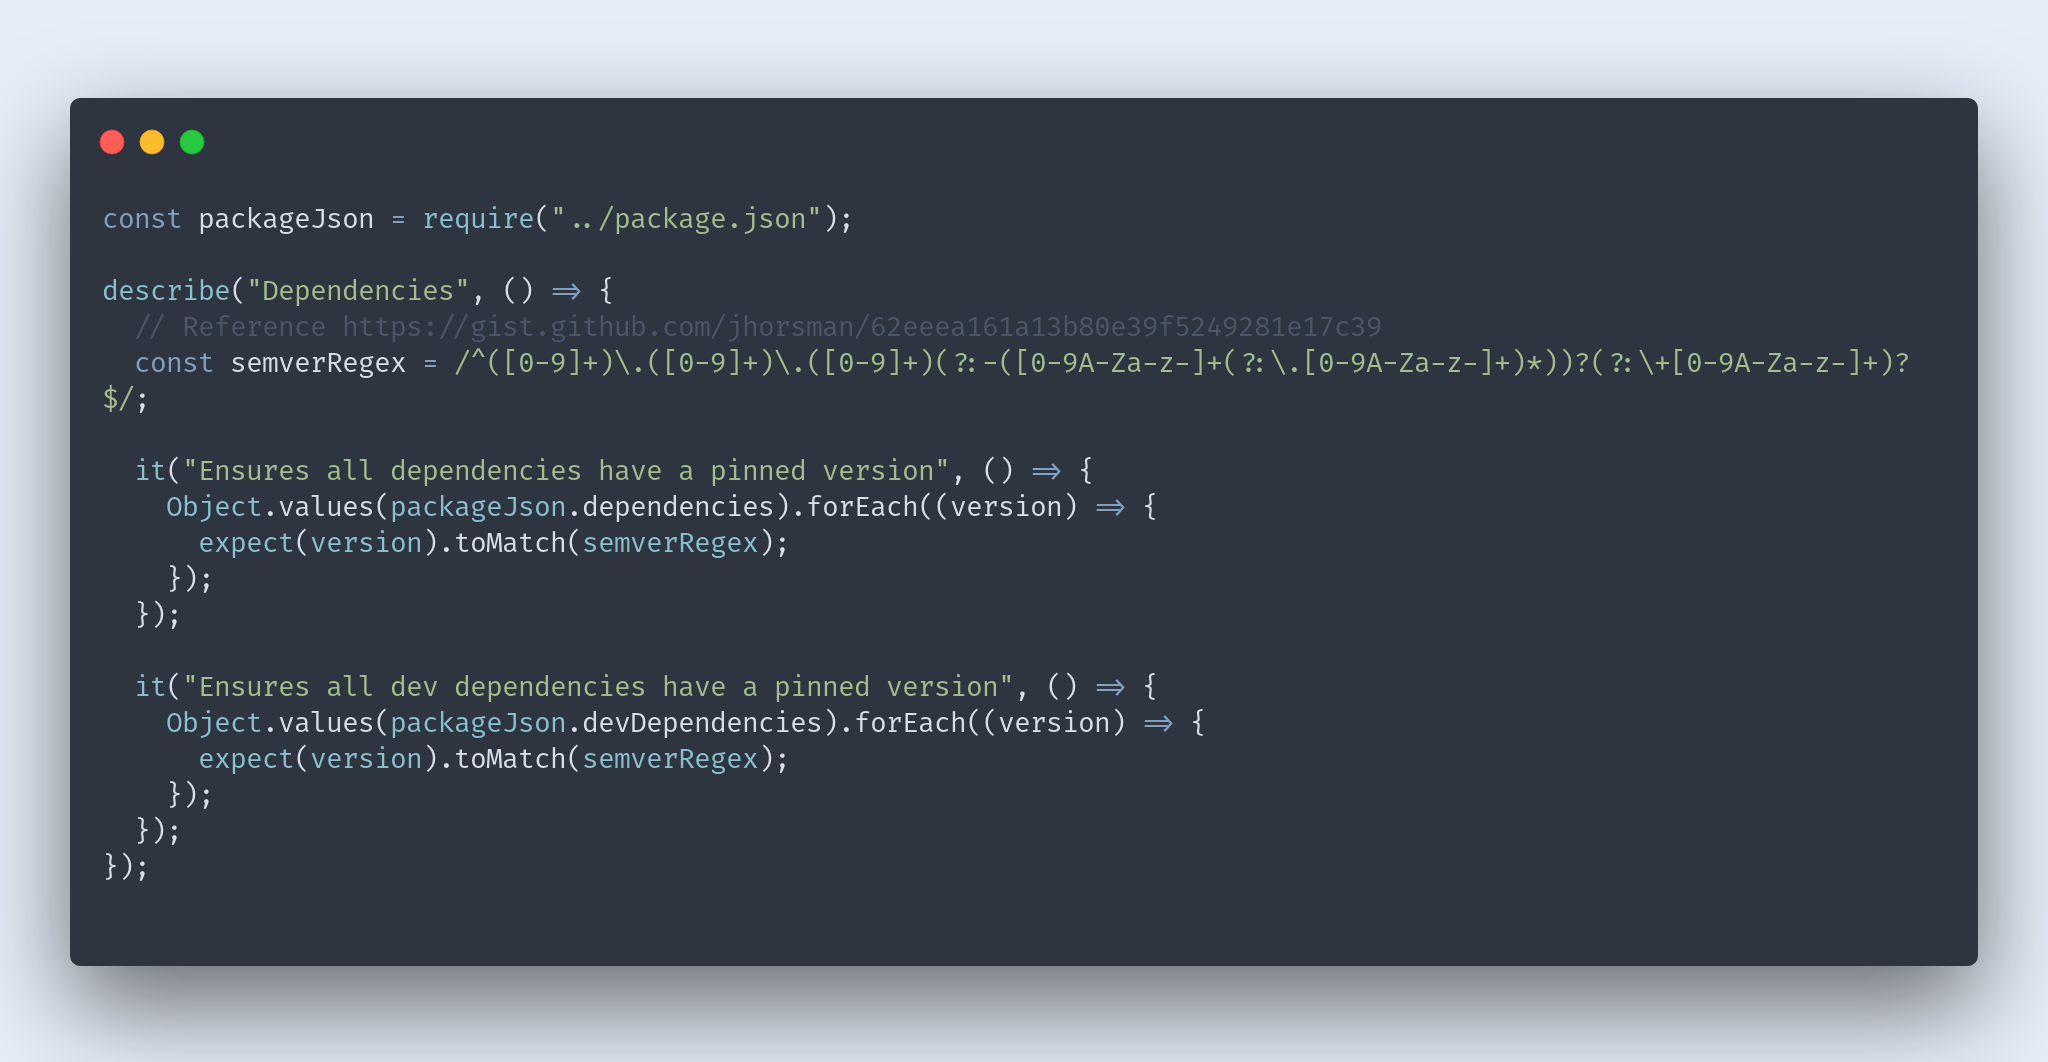 const packageJson = require("../package.json");

describe("Dependencies", () => {
  // Reference https://gist.github.com/jhorsman/62eeea161a13b80e39f5249281e17c39
  const semverRegex = /^([0-9]+)\.([0-9]+)\.([0-9]+)(?:-([0-9A-Za-z-]+(?:\.[0-9A-Za-z-]+)*))?(?:\+[0-9A-Za-z-]+)?
$/;

  it("Ensures all dependencies have a pinned version", () => {
    Object.values(packageJson.dependencies).forEach((version) => {
      expect(version).toMatch(semverRegex);
    });
  });

  it("Ensures all dev dependencies have a pinned version", () => {
    Object.values(packageJson.devDependencies).forEach((version) => {
      expect(version).toMatch(semverRegex);
    });
  });
});